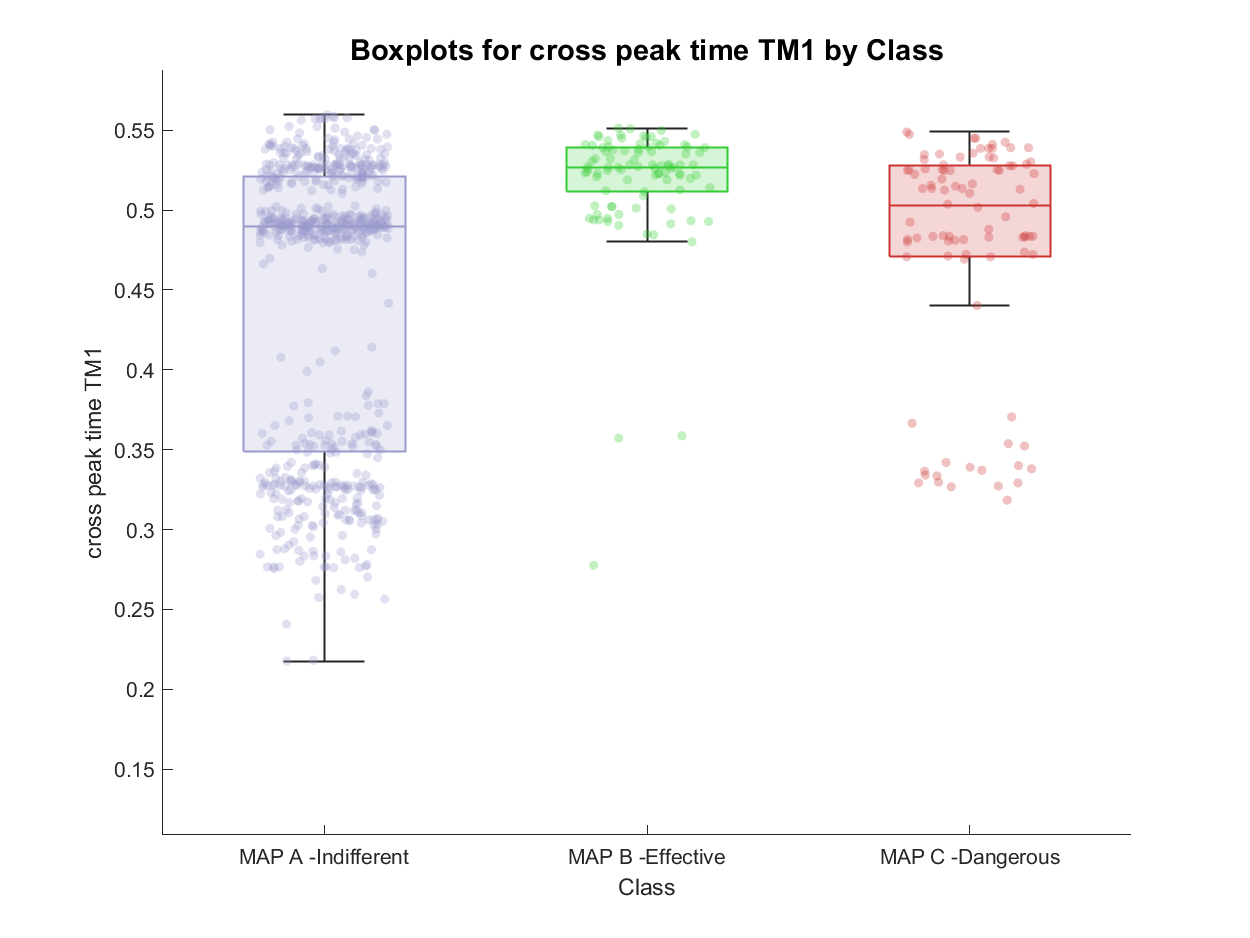 Boxplots for cross peak time TM1 by Class
cross peak time TM1
0.55
0.5
0.45
0.4
0.35
0.3
0.25
0.2
0.15
MAP A -Indifferent
MAP B -Effective
MAP C -Dangerous
Class